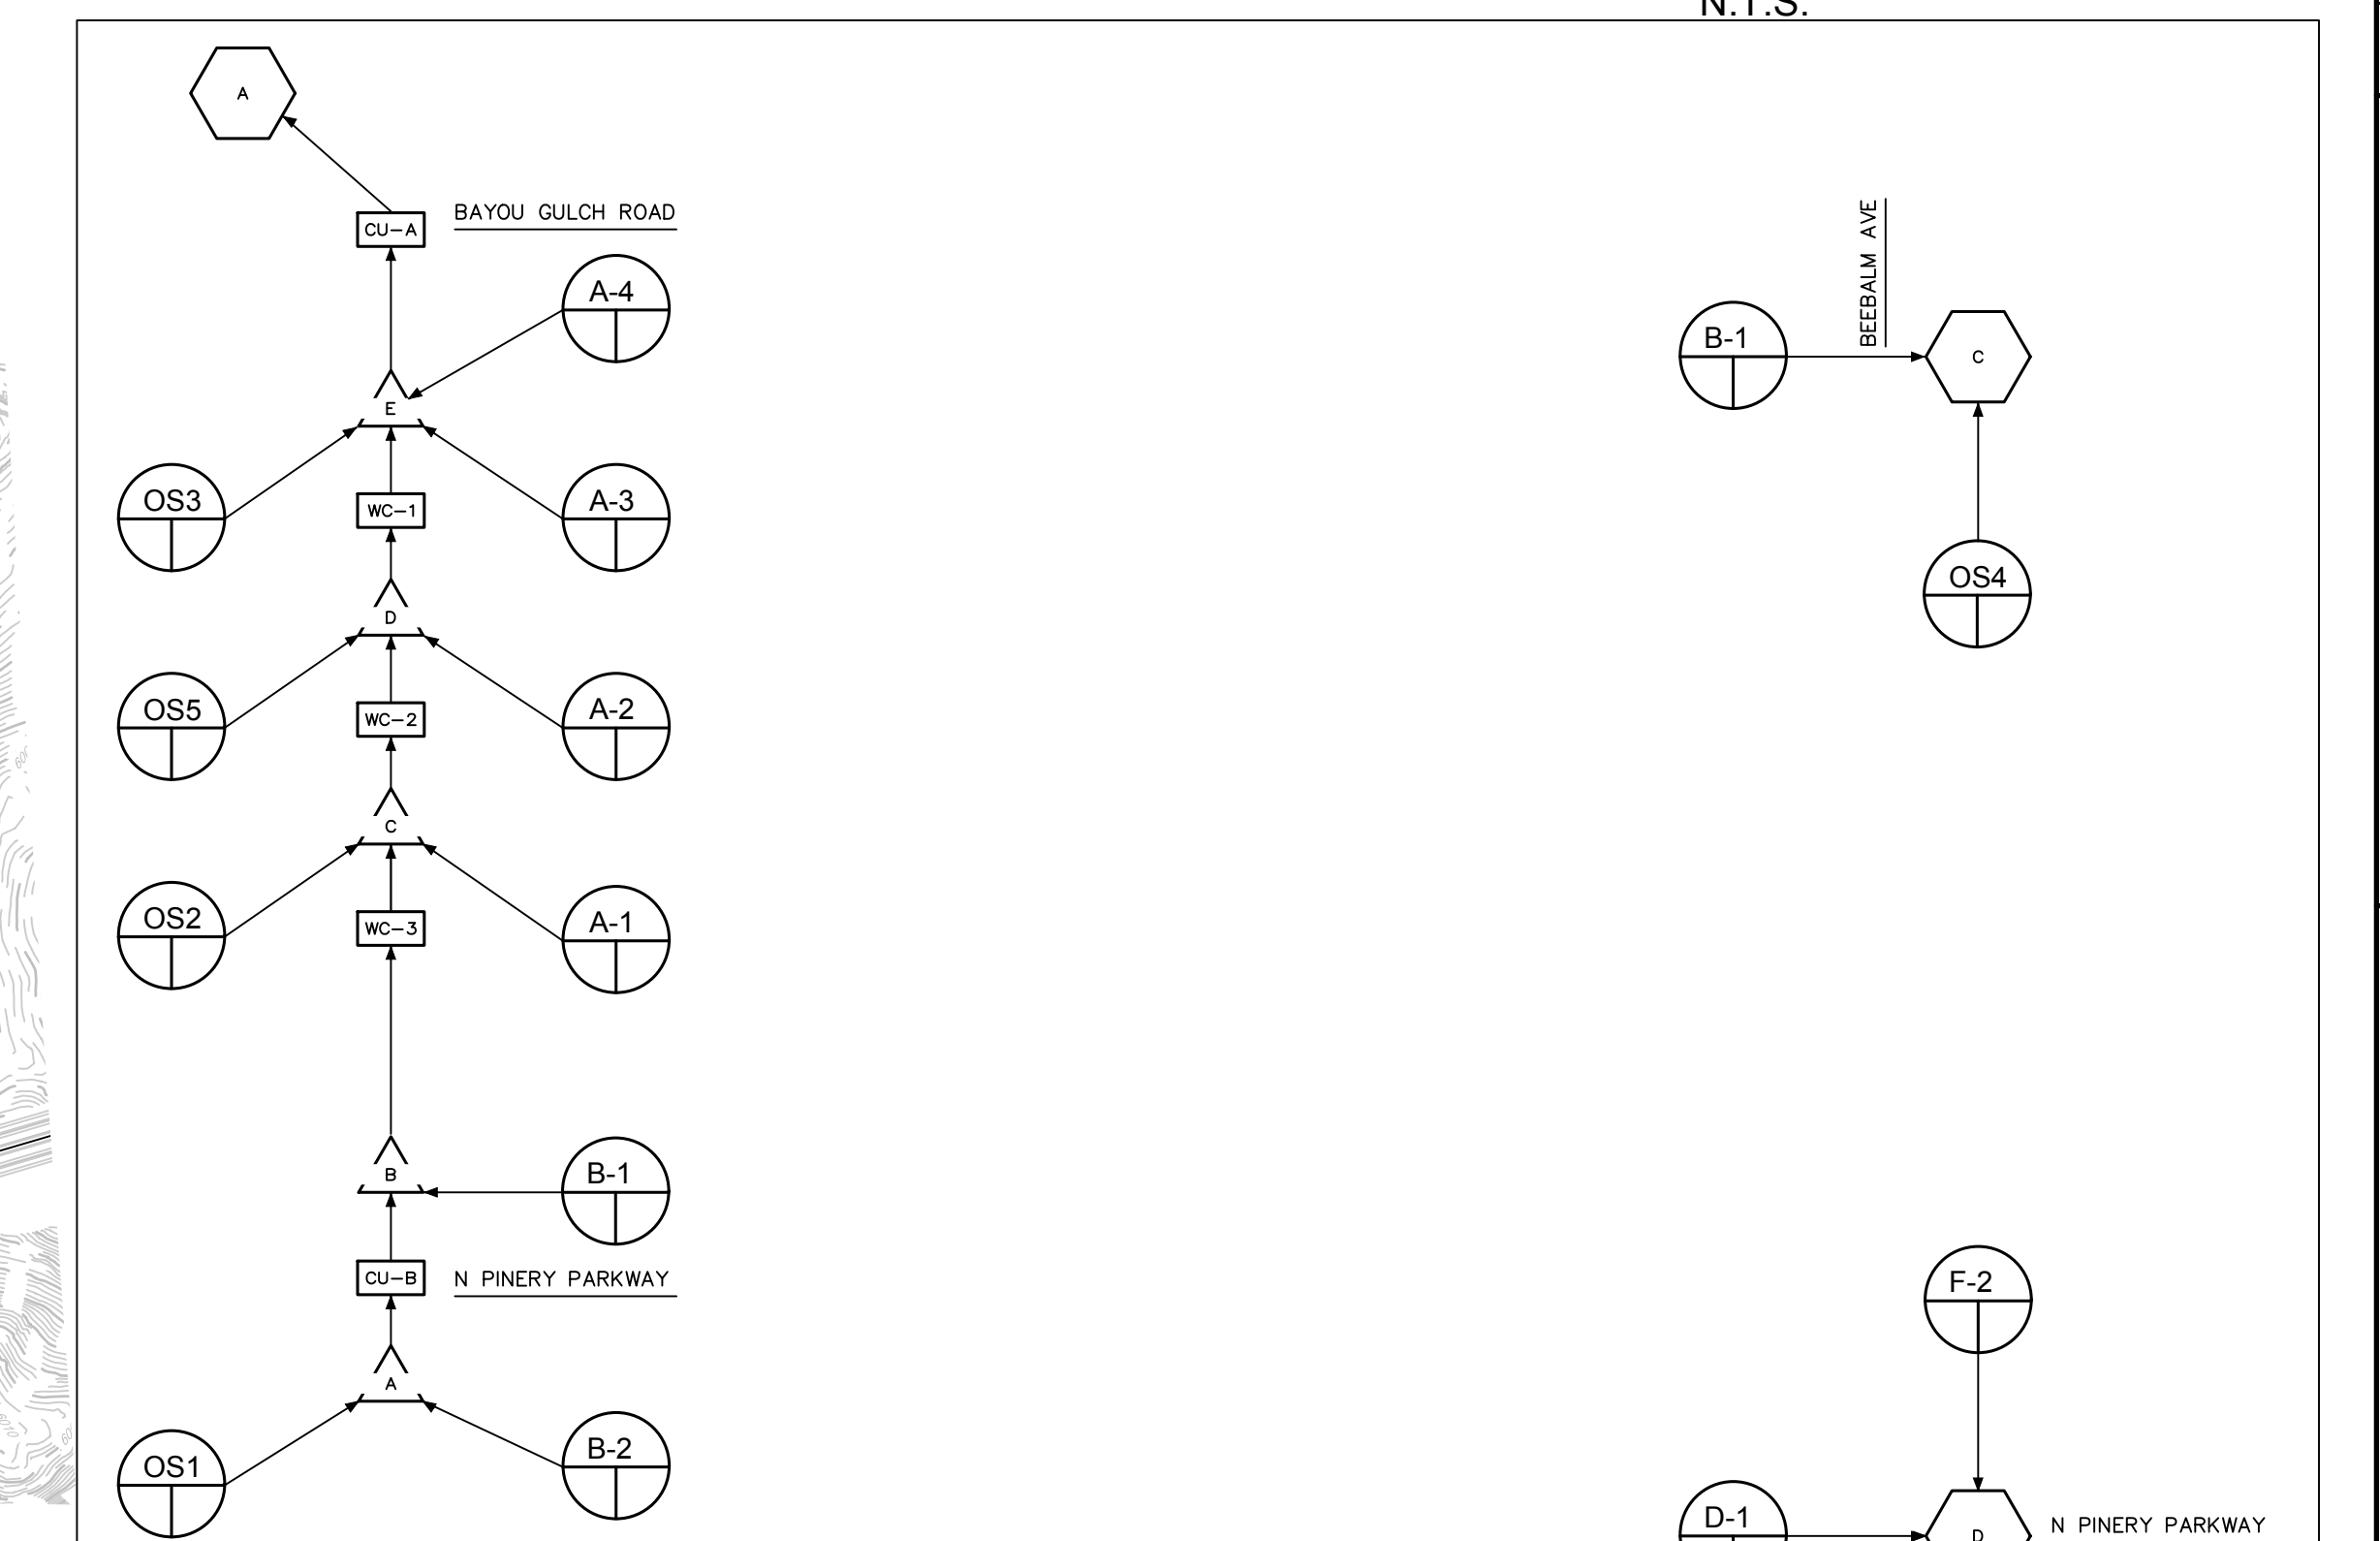 N.T.S.
A
BAYOU GULCH ROAD
CU-A
A-4
E
OS3
WC-1
A-3
D
OS5
WC-2
A-2
C
OS2
WC-3
A-1
B
B-1
CU-B
N PINERY PARKWAY
A
OS1
B-2
BEEBALM AVE
B-1
C
OS4
F-2
D-1
D
N PINERY PARKWAY